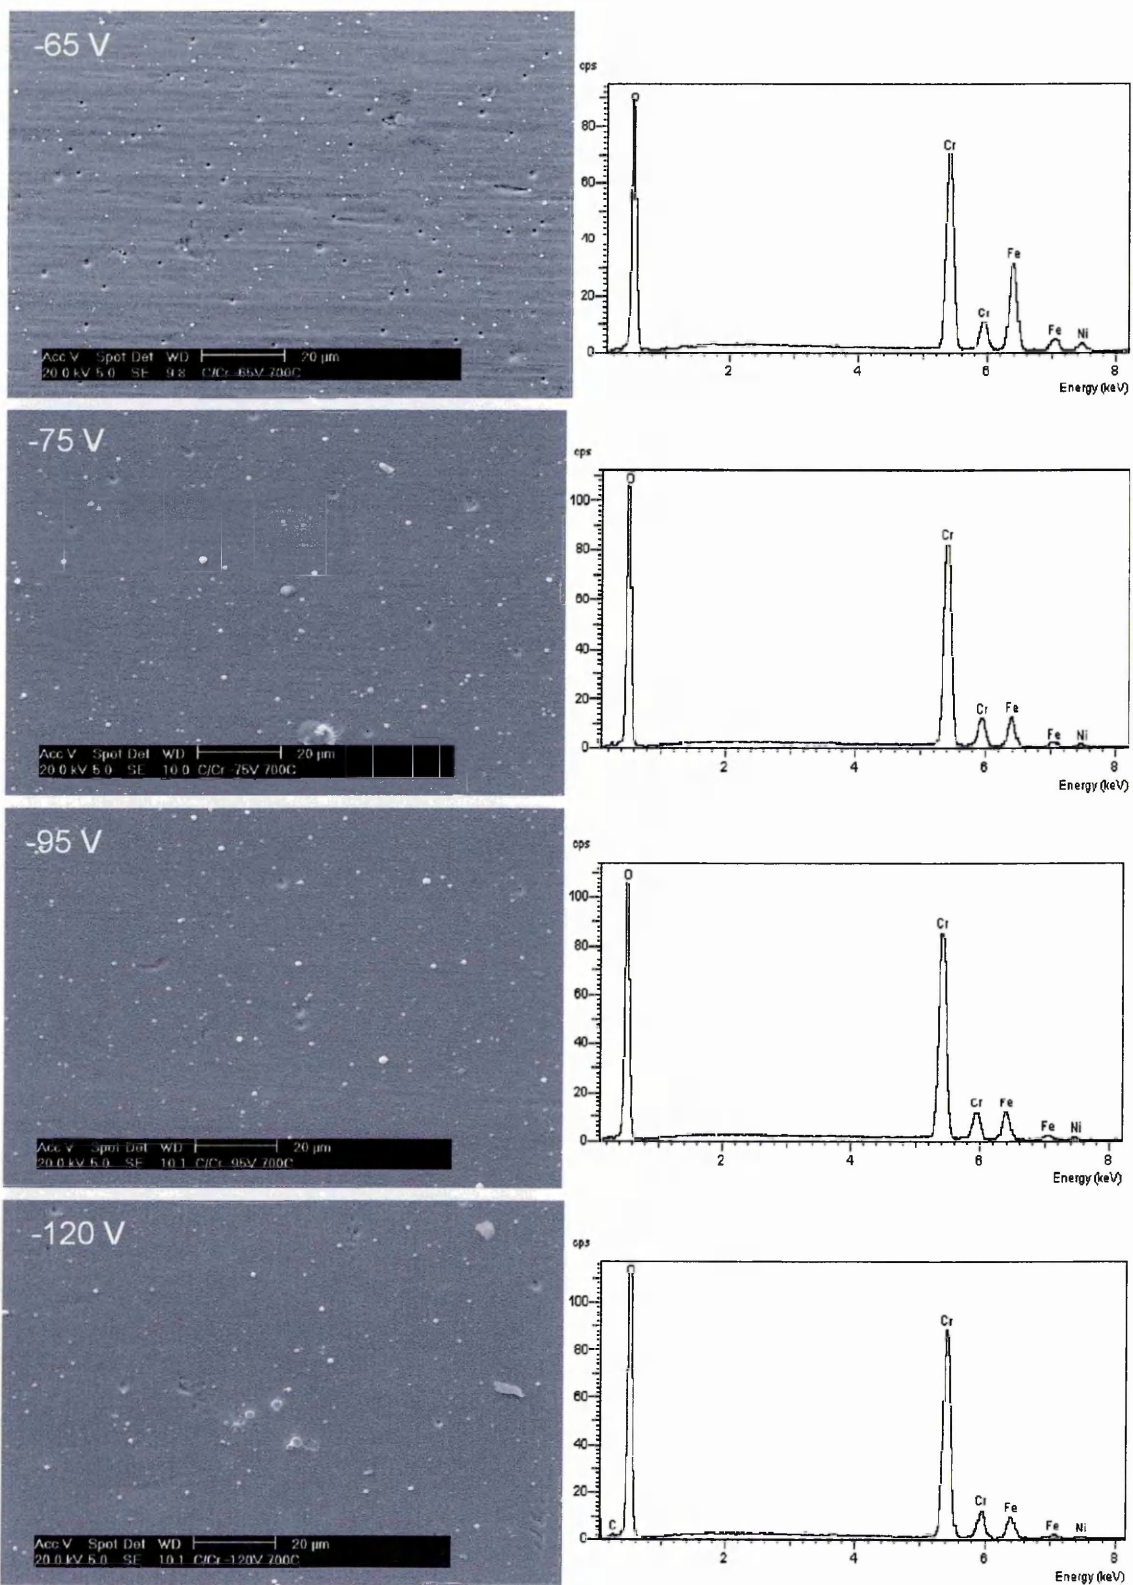 -65 V
Acc V Spot Det WD 20 µm
20.0 kV 5.0 SE 9.8 C/Cr -65V 700C
cps
80
60
40
20
0
O
Cr
Cr
Fe
Fe
Ni
2 4 6 8
Energy (keV)
-75 V
Acc V Spot Det WD 20 µm
20.0 kV 5.0 SE 10.0 C/Cr -75V 700C
cps
100
80
60
40
20
0
O
Cr
Cr
Fe
Fe
Ni
2 4 6 8
Energy (keV)
-95 V
Acc V Spot Det WD 20 µm
20.0 kV 5.0 SE 10.1 C/Cr -95V 700C
cps
100
80
60
40
20
0
O
Cr
Cr
Fe
Fe
Ni
2 4 6 8
Energy (keV)
-120 V
Acc V Spot Det WD 20 µm
20.0 kV 5.0 SE 10.1 C/Cr -120V 700C
cps
100
80
60
40
20
0
C
O
Cr
Cr
Fe
Fe
Ni
2 4 6 8
Energy (keV)